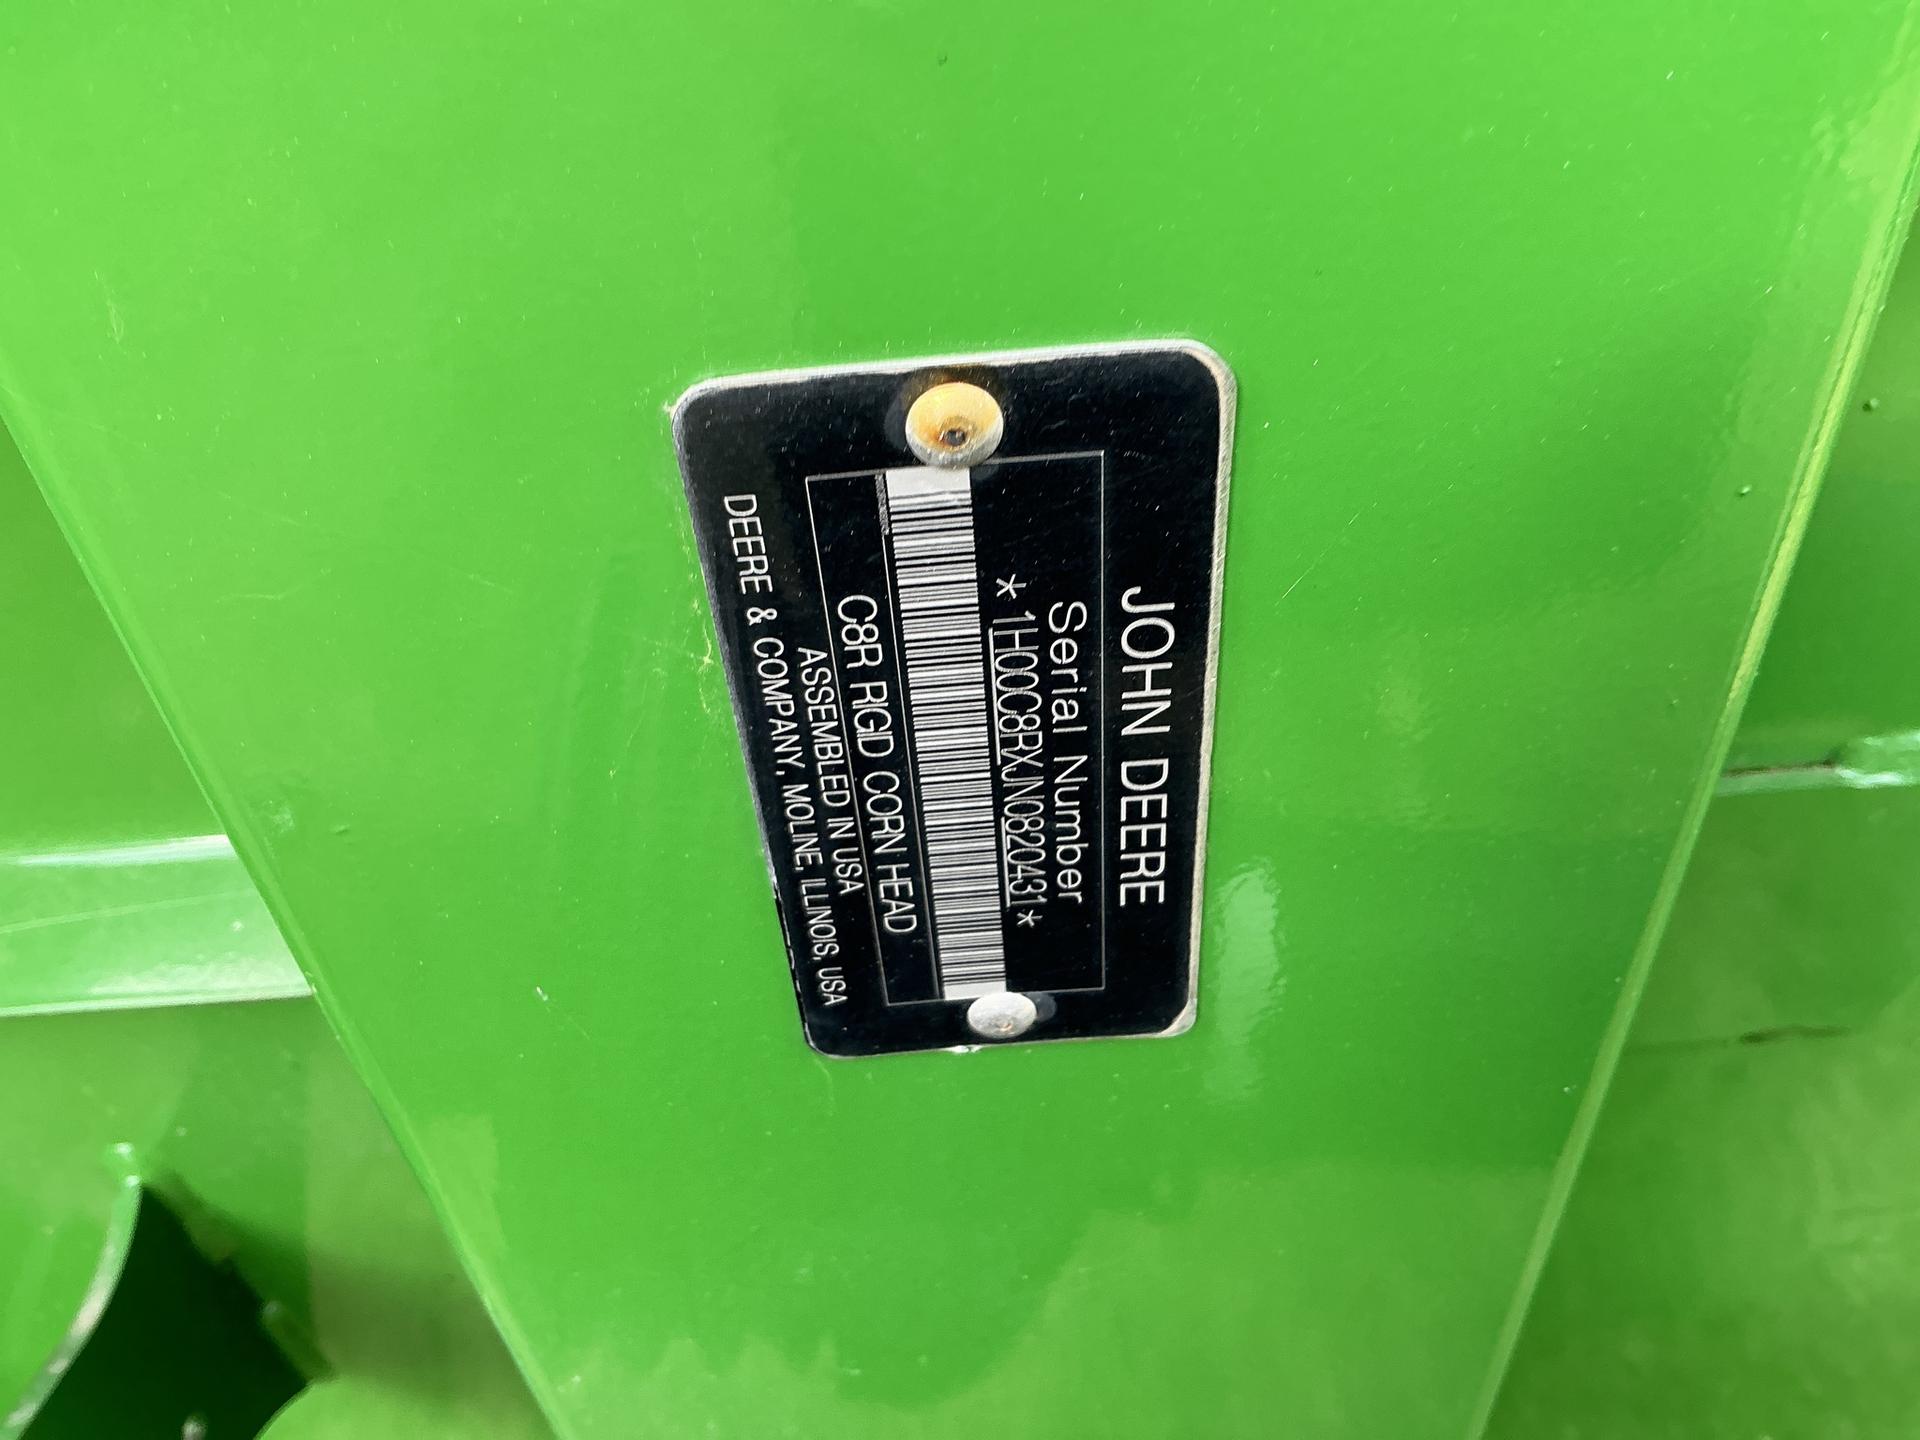 JOHN DEERE
Serial Number
*1H00C8RXJN0820431*
C8R RGD CORN HEAD
ASSEMBLED IN USA
DEERE & COMPANY, MOLINE, ILLINOIS, USA